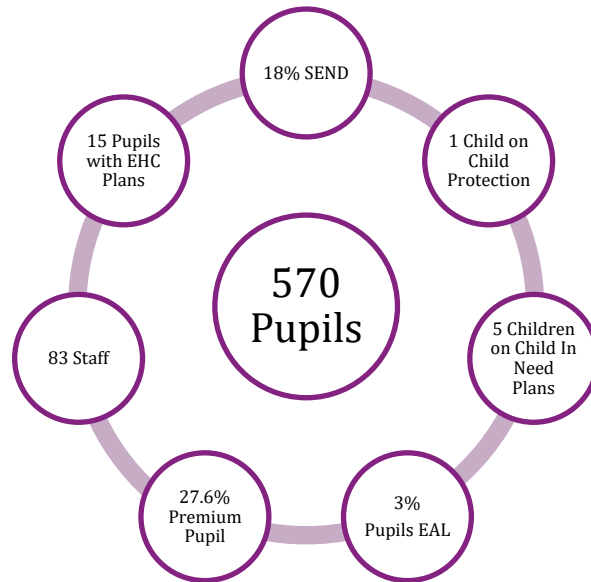 18% SEND
1 Child on
Child
Protection
5 Children
on Child In
Need
Plans
3%
Pupils EAL
27.6%
Premium
Pupil
83 Staff
15 Pupils
with EHC
Plans
570
Pupils